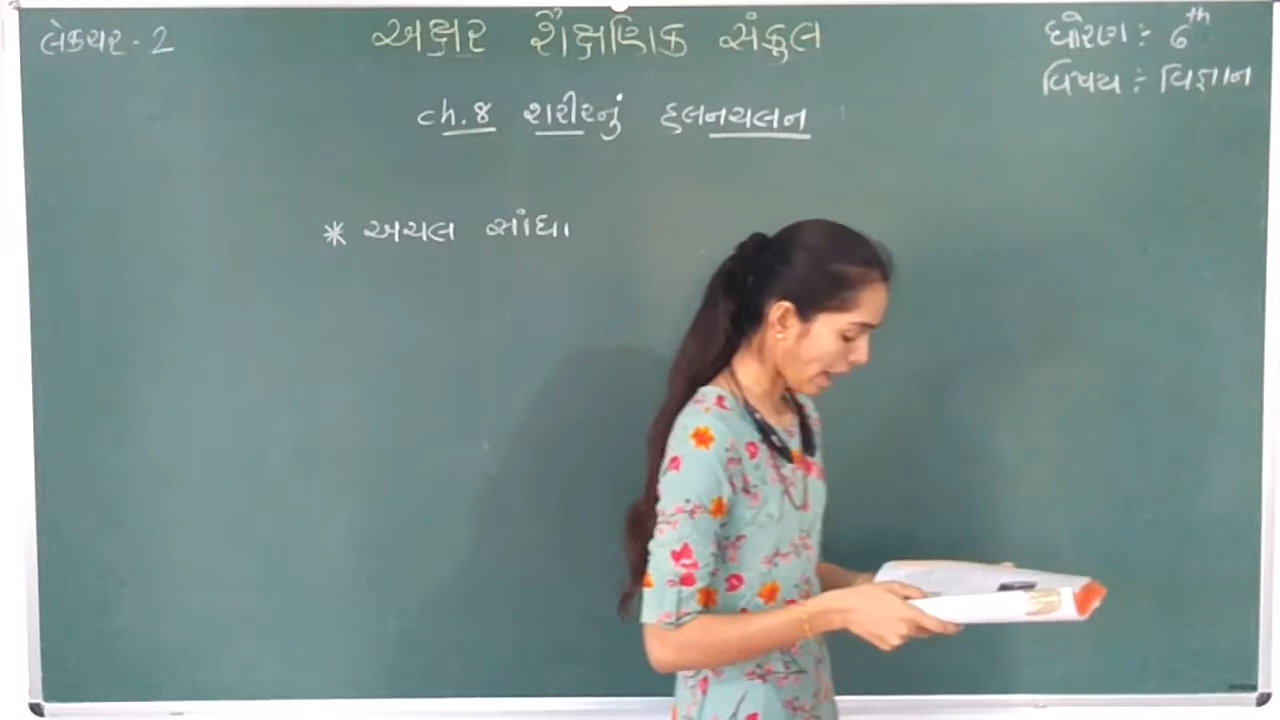 લેક્ચર - 2
અક્ષર શૈક્ષણિક સંકુલ
ધોરણ :- 6th
વિષય :- વિજ્ઞાન
ch.8 શરીરનું હલનચલન
* અચલ સાંધા